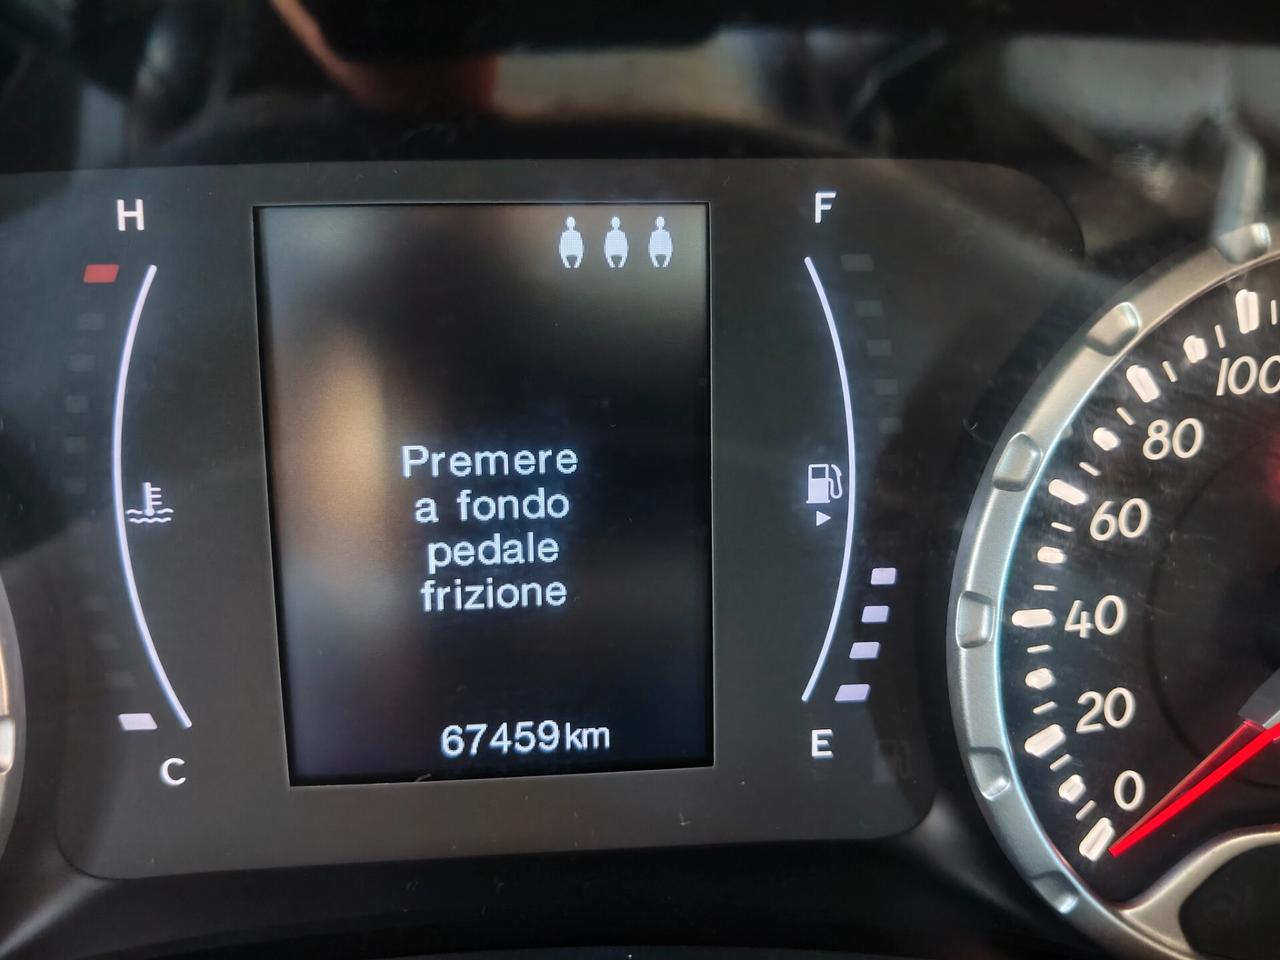 H
F
Premere
a fondo
pedale
frizione
67459km
C
E
100
80
60
40
20
0